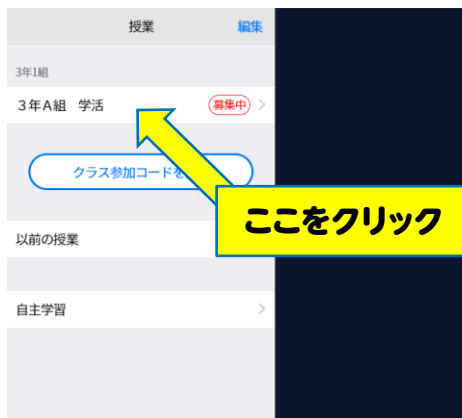 授業 編集
3年1組
３年A組 学活 募集中
クラス参加コードを
ここをクリック
以前の授業
自主学習